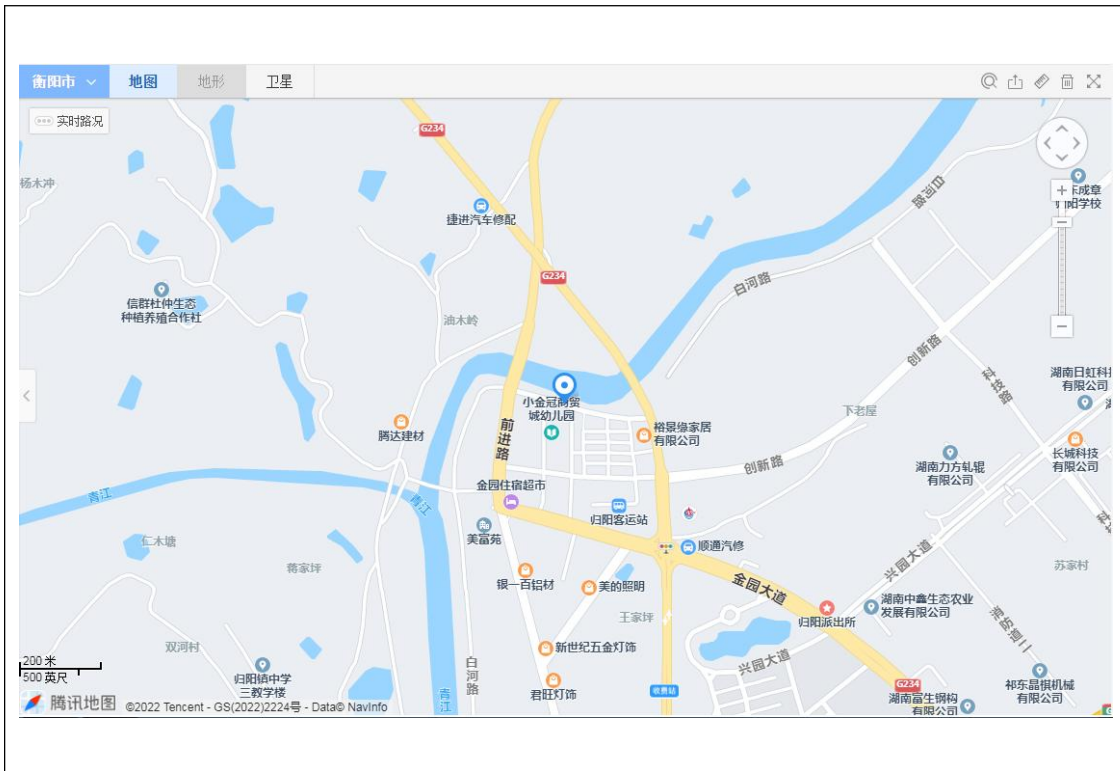 衡阳市
地图
地形
卫星
实时路况
G234
杨木冲
捷进汽车修配
白河路
东成章
归阳学校
G234
白河路
信群杜仲生态
种植养殖合作社
油木岭
创新路
科技路
湖南日虹科技
有限公司
小金冠商贸
城幼儿园
前进路
裕景缘家居
有限公司
下老屋
腾达建材
长城科技
有限公司
湖南力方轧辊
有限公司
创新路
金园住宿超市
青江
青江
归阳客运站
美富苑
顺通汽修
仁木塘
蒋家坪
兴园大道
苏家村
银一百铝材
美的照明
金园大道
湖南中鑫生态农业
发展有限公司
王家坪
归阳派出所
双河村
新世纪五金灯饰
白河路
兴园大道
归阳镇中学
三教学楼
200 米
500 英尺
青江
君旺灯饰
收费站
G234
祁东晶棋机械
有限公司
湖南富生钢构
有限公司
腾讯地图
©2022 Tencent - GS(2022)2224号 - Data© NavInfo